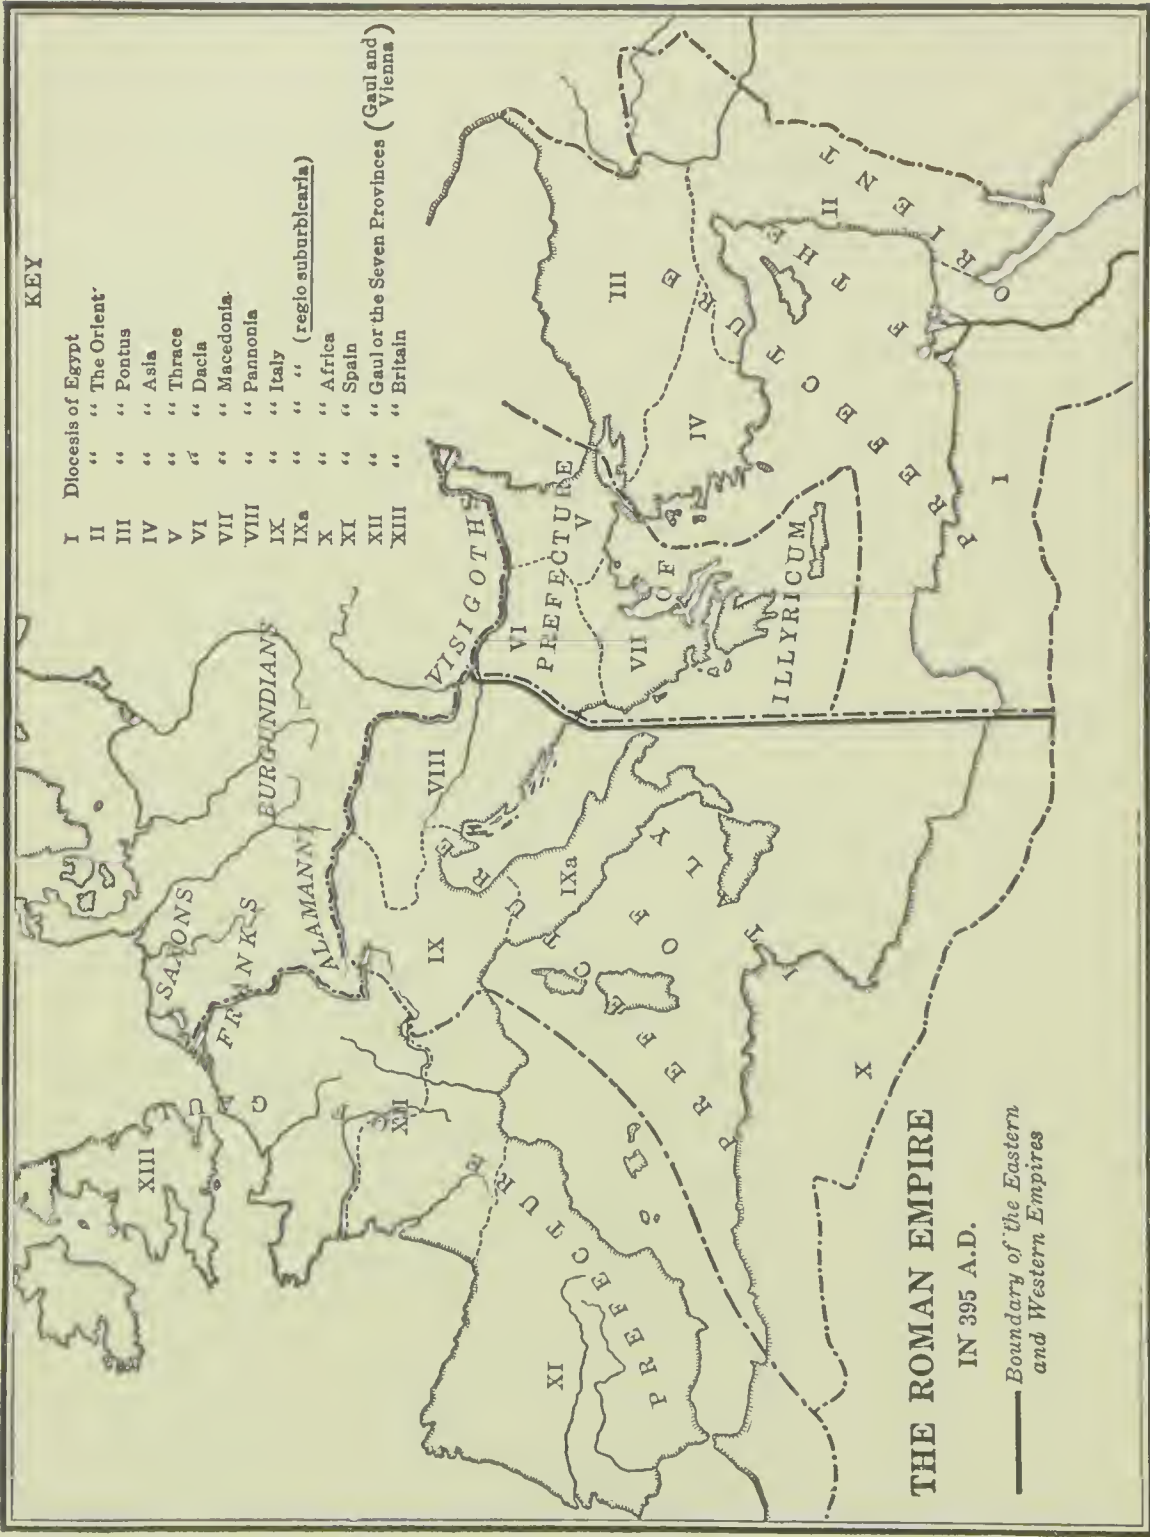 KEY
I Diocesis of Egypt
II “ “ The Orient
III “ “ Pontus
IV “ “ Asia
V “ “ Thrace
VI “ “ Dacia
VII “ “ Macedonia
VIII “ “ Pannonia
IX “ “ Italy
IXa “ “ “ (regio suburbicaria)
X “ “ Africa
XI “ “ Spain
XII “ “ Gaul or the Seven Provinces (Gaul and Vienna)
XIII “ “ Britain
SAXONS
FRANKS
ALAMANNI
BURGUNDIANS
VISIGOTHS
XIII
XII
XI
X
IX
IXa
VIII
VII
VI
V
IV
III
II
I
PREFECTURE
GAU
PREFECTURE
OF
ITALY
PREFECTURE
OF
ILLYRICUM
PREFECTURE
OF
THE
ORIENT
THE ROMAN EMPIRE
IN 395 A.D.
Boundary of the Eastern
and Western Empires